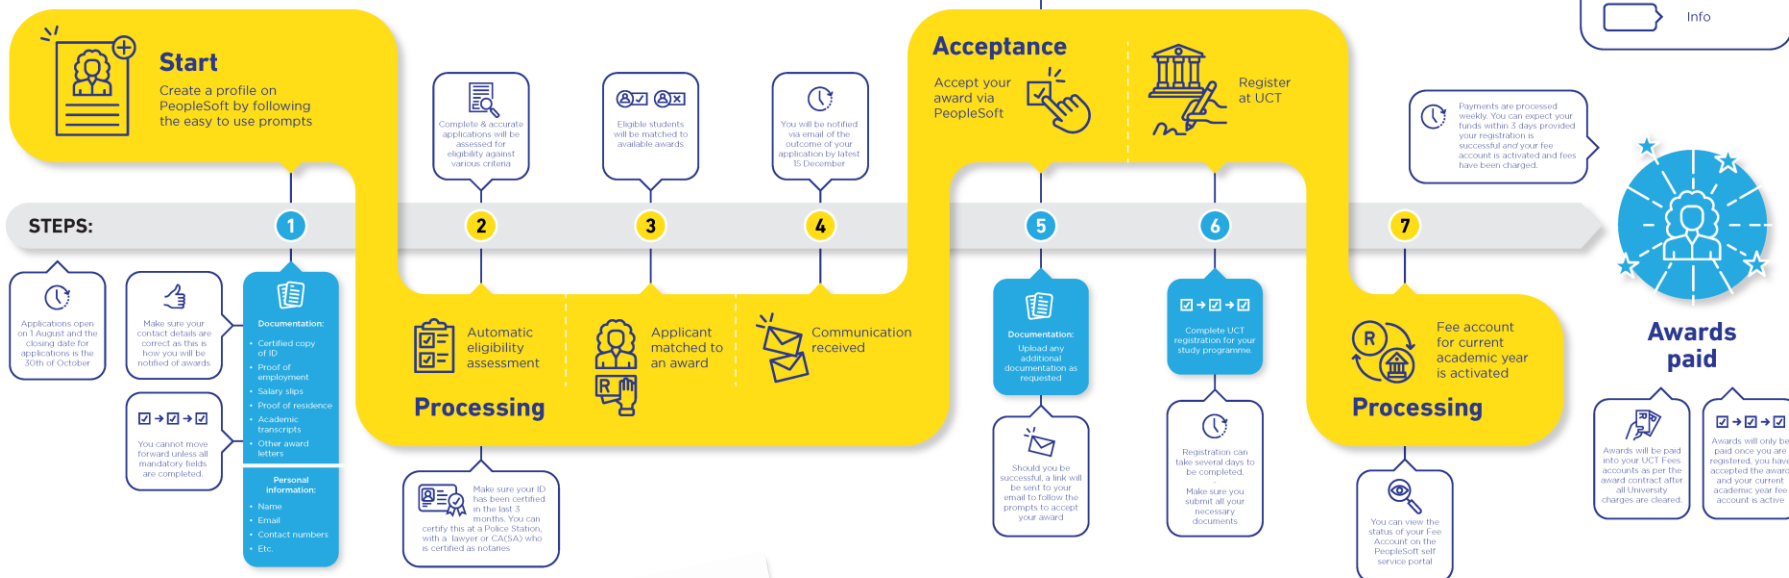 Info
Start
Create a profile on
PeopleSoft by following
the easy to use prompts
Complete & accurate
applications will be
assessed for
eligibility against
various criteria
Eligible students
will be matched to
available awards
You will be notified
via email of the
outcome of your
application by latest
15 December
Acceptance
Accept your
award via
PeopleSoft
Register
at UCT
Payments are processed
weekly. You can expect your
funds within 3 days provided
your registration is
successful and your fee
account is activated and fees
have been charged.
STEPS:
1
2
3
4
5
6
7
Applications open
on 1 August and the
closing date for
applications is the
30th of October
Make sure your
contact details are
correct as this is
how you will be
notified of awards
You cannot move
forward unless all
mandatory fields
are completed.
Documentation:
• Certified copy
of ID
• Proof of
employment
• Salary slips
• Proof of residence
• Academic
transcripts
• Other award
letters
Personal
information:
• Name
• Email
• Contact numbers
• Etc.
Automatic
eligibility
assessment
R
Applicant
matched to
an award
Communication
received
Processing
Make sure your ID
has been certified
in the last 3
months. You can
certify this at a Police Station,
with a lawyer or CA(SA) who
is certified as notaries
Documentation:
Upload any
additional
documentation as
requested
Should you be
successful, a link will
be sent to your
email to follow the
prompts to accept
your award
Complete UCT
registration for your
study programme.
Registration can
take several days to
be completed.
-
Make sure you
submit all your
necessary
documents
R
Fee account
for current
academic year
is activated
Processing
You can view the
status of your Fee
Account on the
PeopleSoft self
service portal
Awards
paid
Awards will be paid
into your UCT Fees
accounts as per the
award contract after
all University
charges are cleared.
Awards will only be
paid once you are
registered, you have
accepted the award
and your current
academic year fee
account is active